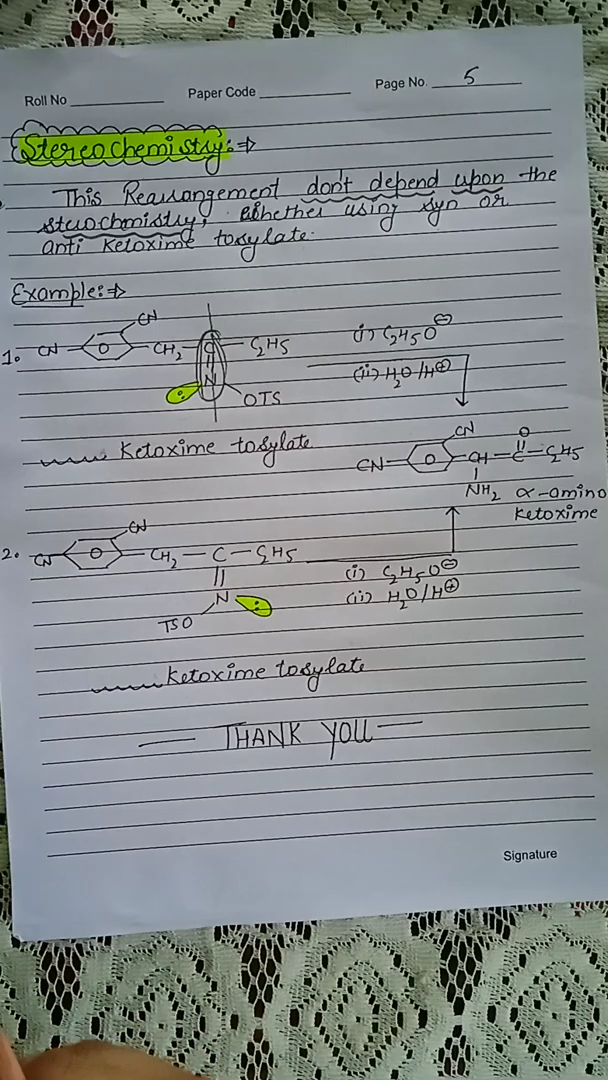 Roll No Paper Code Page No. 5
Stereochemistry:⇒
This Rearrangement don't depend upon the
sterochmistry, whether using syn or
anti Ketoxime tosylate.
Example:⇒
CN
1. CN CH2 — C — C2H5 (i) C2H5O⊖
N (ii) H2O/H⊕
OTS
Ketoxime tosylate
CN O
CN CH — C — C2H5
NH2 α-amino
Ketoxime
2. CN
CN CH2 — C — C2H5
N (i) C2H5O⊖
TSO (ii) H2O/H⊕
Ketoxime tosylate
— THANK YOU —
Signature